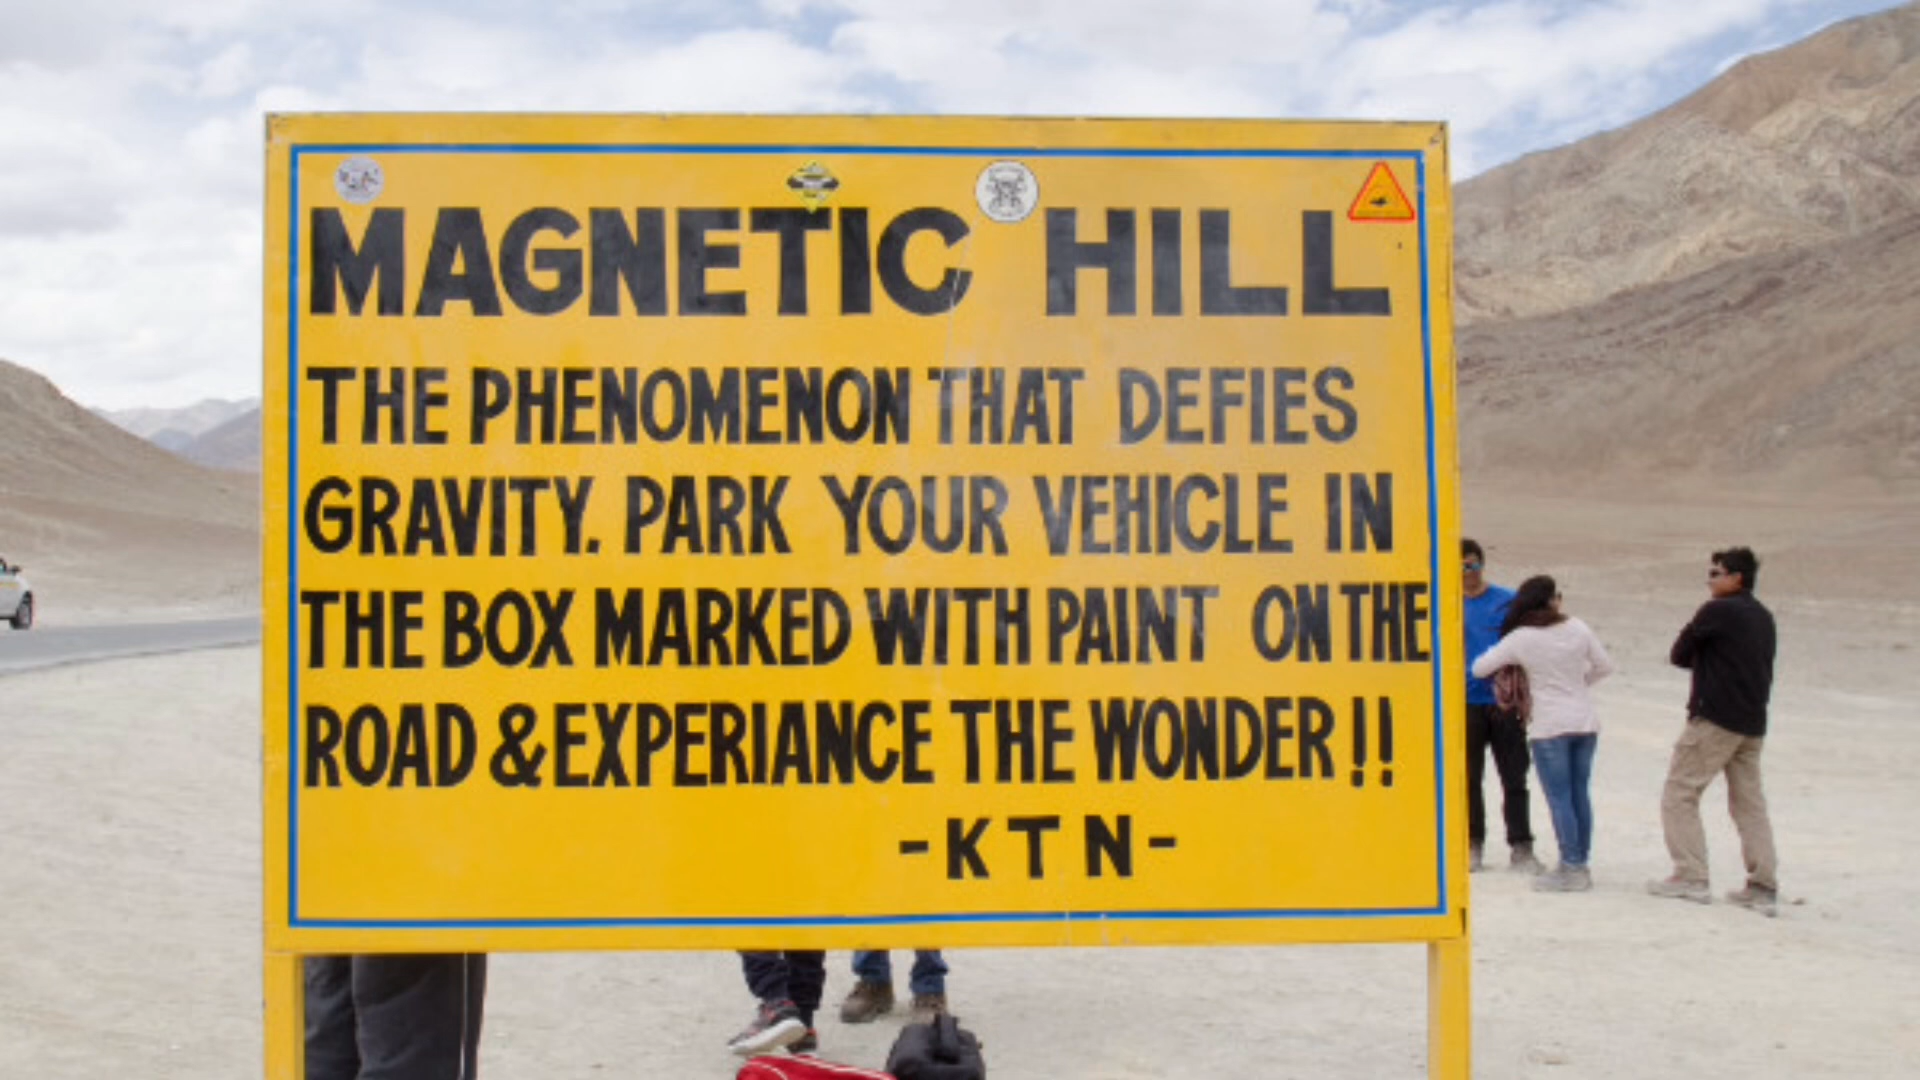 MAGNETIC HILL
THE PHENOMENON THAT DEFIES
GRAVITY. PARK YOUR VEHICLE IN
THE BOX MARKED WITH PAINT ON THE
ROAD & EXPERIANCE THE WONDER !!
-KTN-